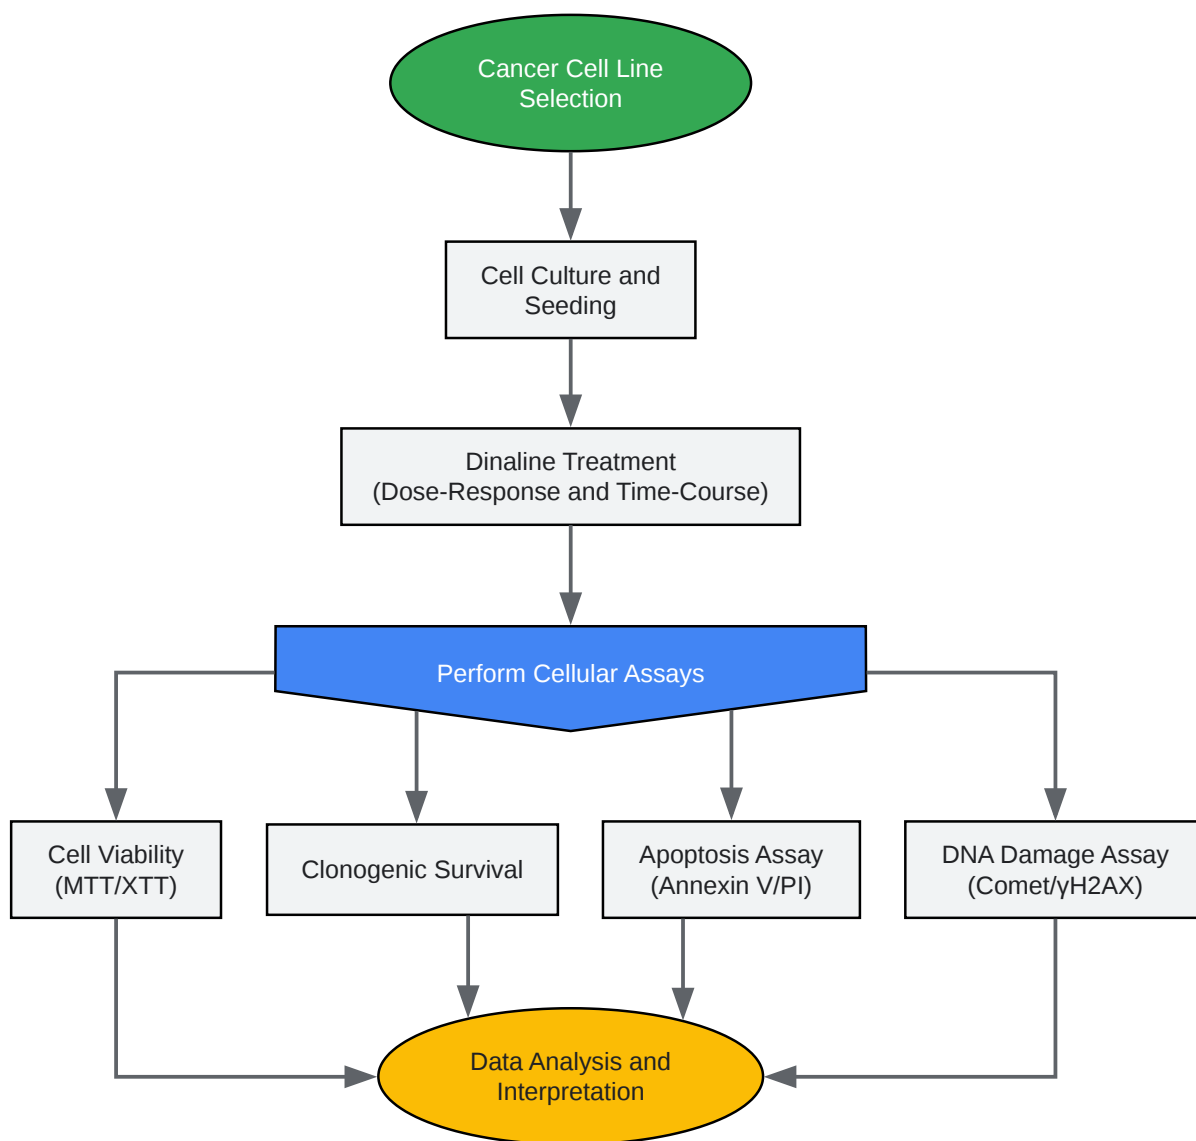 Cancer Cell Line
Selection
Cell Culture and
Seeding
Dinaline Treatment
(Dose-Response and Time-Course)
Perform Cellular Assays
Cell Viability
(MTT/XTT)
Clonogenic Survival
Apoptosis Assay
(Annexin V/PI)
DNA Damage Assay
(Comet/γH2AX)
Data Analysis and
Interpretation